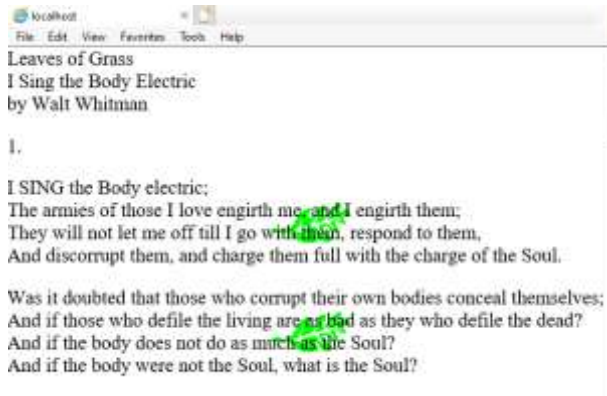 localhost
File Edit View Favorites Tools Help
Leaves of Grass
I Sing the Body Electric
by Walt Whitman
1.
I SING the Body electric;
The armies of those I love engirth me, and I engirth them;
They will not let me off till I go with them, respond to them,
And discorrupt them, and charge them full with the charge of the Soul.
Was it doubted that those who corrupt their own bodies conceal themselves;
And if those who defile the living are as bad as they who defile the dead?
And if the body does not do as much as the Soul?
And if the body were not the Soul, what is the Soul?